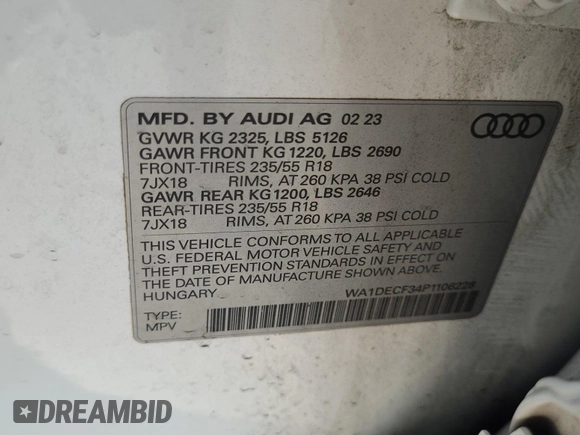 MFD. BY AUDI AG 02 23
GVWR KG 2325, LBS 5126
GAWR FRONT KG 1220, LBS 2690
FRONT-TIRES 235/55 R18
7JX18 RIMS, AT 260 KPA 38 PSI COLD
GAWR REAR KG 1200, LBS 2646
REAR-TIRES 235/55 R18
7JX18 RIMS, AT 260 KPA 38 PSI COLD
THIS VEHICLE CONFORMS TO ALL APPLICABLE
U.S. FEDERAL MOTOR VEHICLE SAFETY AND
THEFT PREVENTION STANDARDS IN EFFECT ON
THE DATE OF MANUFACTURE SHOWN ABOVE.
HUNGARY WA1DECF34P1106228
TYPE:
MPV
DREAMBID